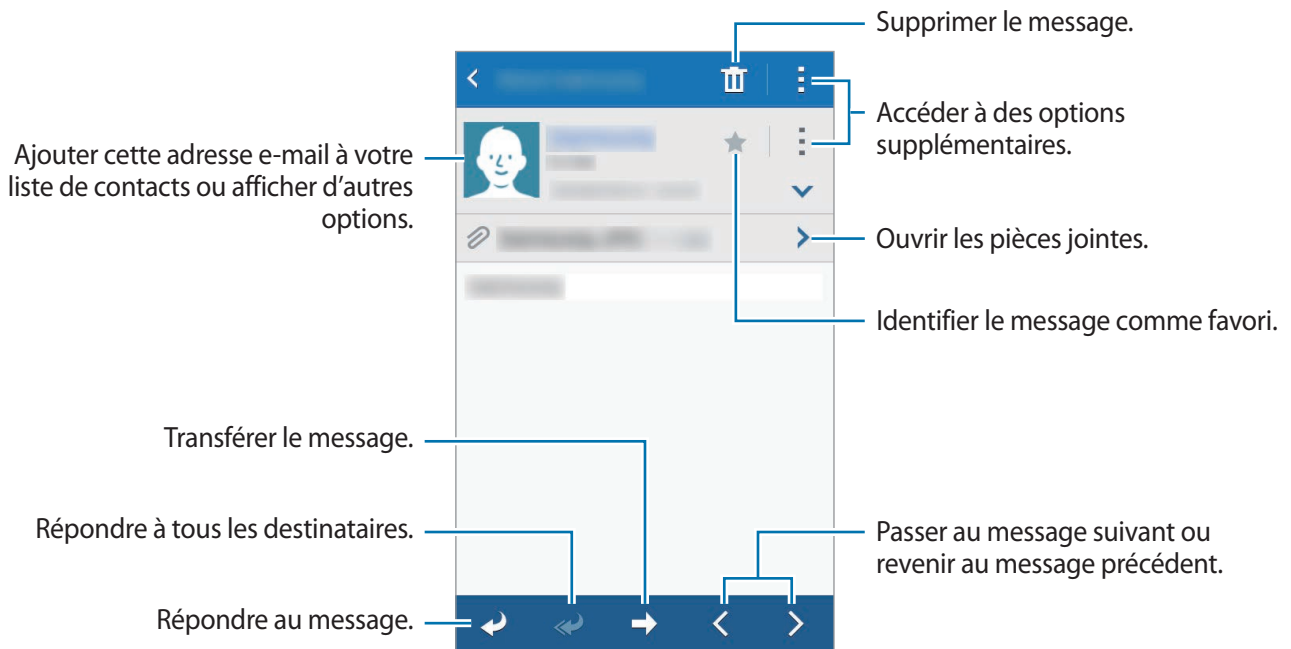 Supprimer le message.
Accéder à des options
supplémentaires.
Ajouter cette adresse e-mail à votre
liste de contacts ou afficher d'autres
options.
Ouvrir les pièces jointes.
Identifier le message comme favori.
Transférer le message.
Répondre à tous les destinataires.
Passer au message suivant ou
revenir au message précédent.
Répondre au message.